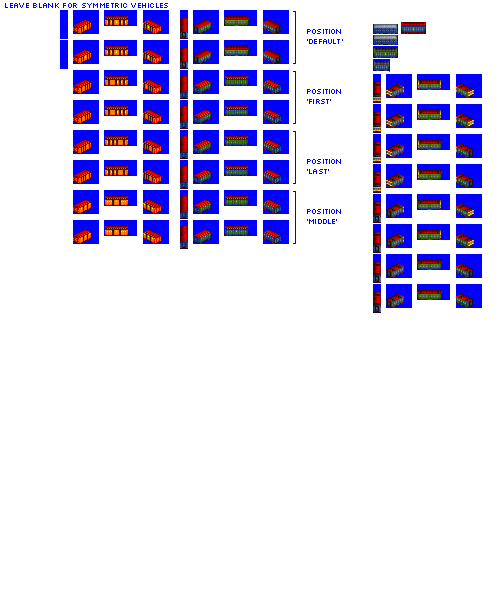 LEAVE BLANK FOR SYMMETRIC VEHICLES
POSITION
'DEFAULT'
POSITION
'FIRST'
POSITION
'LAST'
POSITION
'MIDDLE'